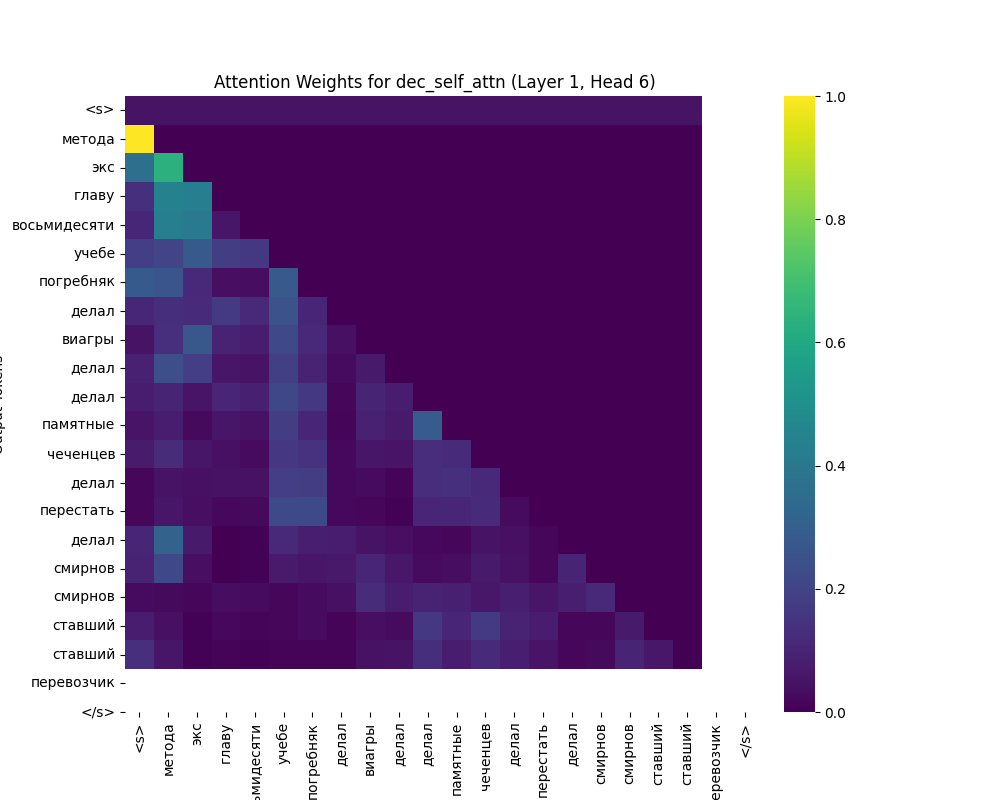 Attention Weights for dec_self_attn (Layer 1, Head 6)
<s>
метода
экс
главу
восьмидесяти
учебе
погребняк
делал
виагры
делал
делал
памятные
чеченцев
делал
перестать
делал
смирнов
смирнов
ставший
ставший
перевозчик
</s>
<s>
метода
экс
главу
ьмидесяти
учебе
погребняк
делал
виагры
делал
делал
памятные
чеченцев
делал
перестать
делал
смирнов
смирнов
ставший
ставший
еревозчик
</s>
1.0
0.8
0.6
0.4
0.2
0.0